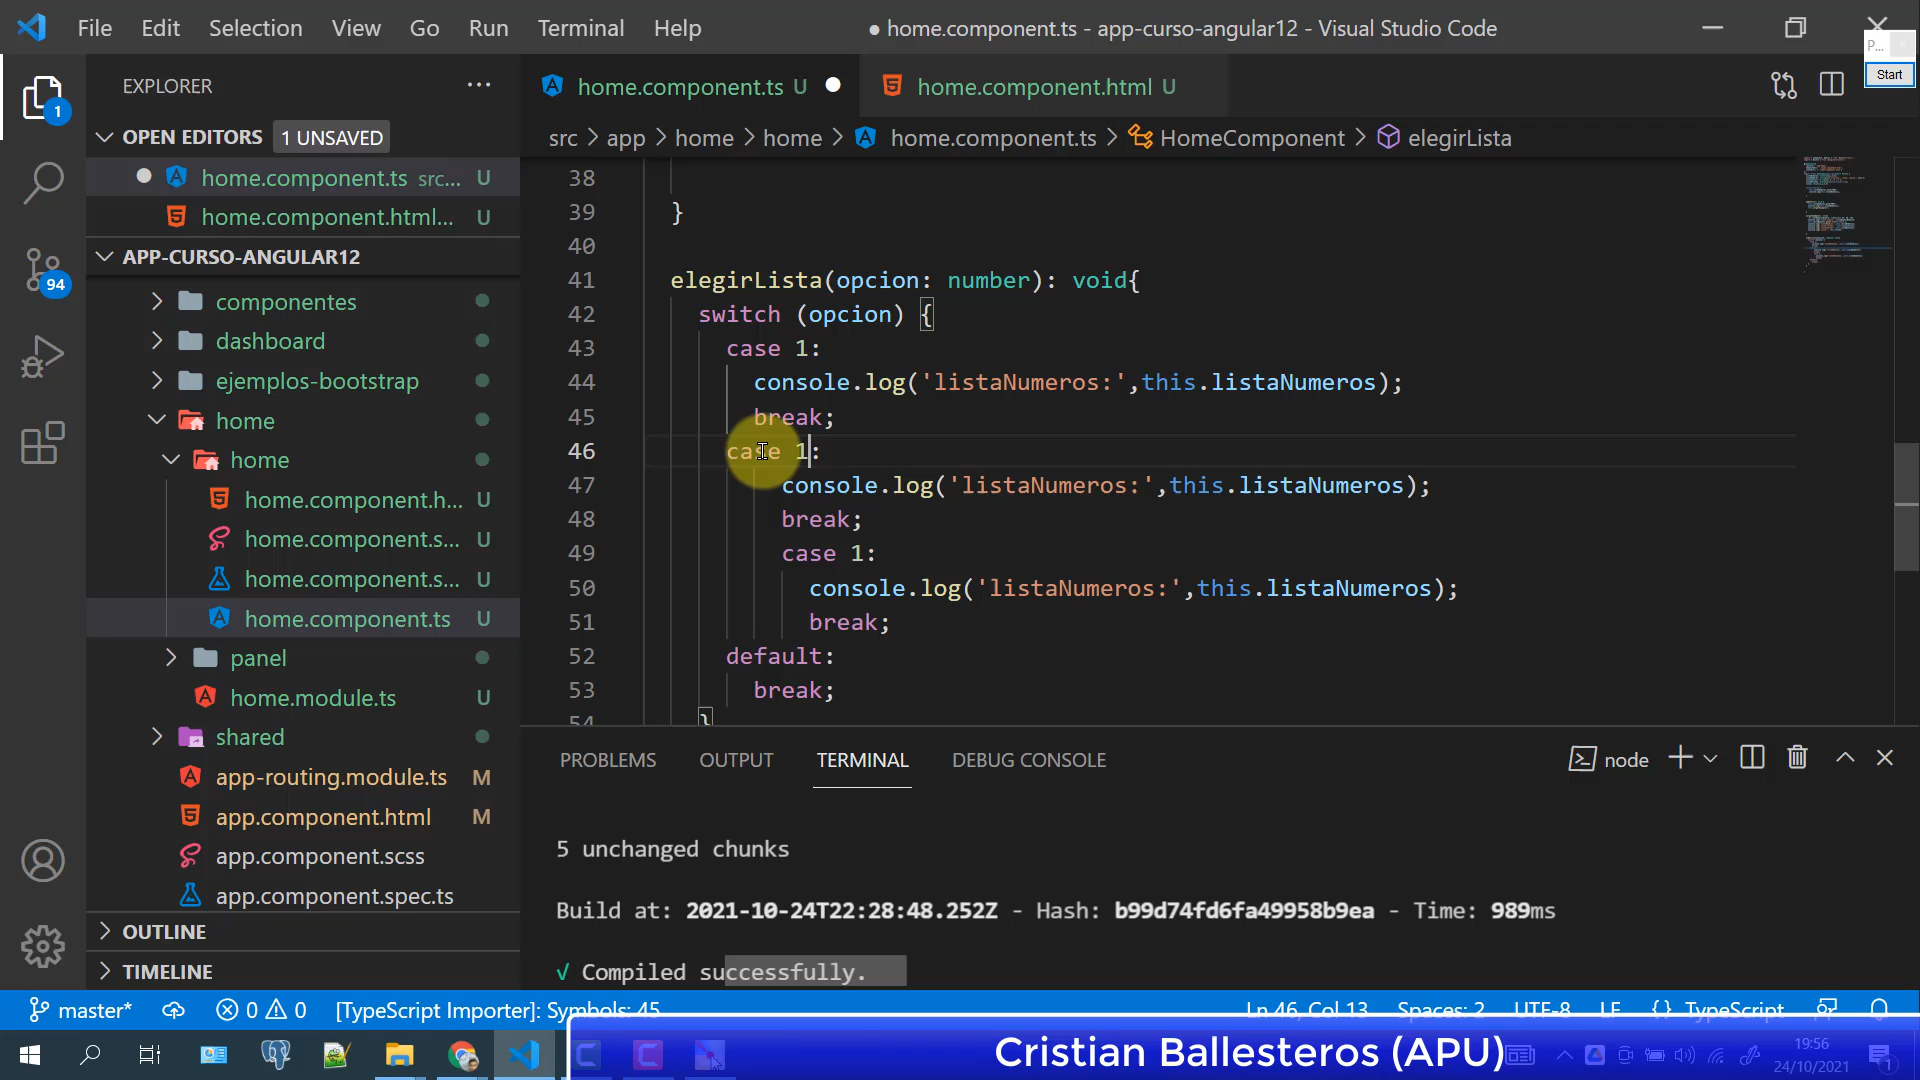 File Edit Selection View Go Run Terminal Help
● home.component.ts - app-curso-angular12 - Visual Studio Code
P...
Start
EXPLORER
OPEN EDITORS 1 UNSAVED
home.component.ts src... U
home.component.html... U
APP-CURSO-ANGULAR12
componentes
dashboard
ejemplos-bootstrap
home
home
home.component.h... U
home.component.s... U
home.component.s... U
home.component.ts U
panel
home.module.ts U
shared
app-routing.module.ts M
app.component.html M
app.component.scss
app.component.spec.ts
OUTLINE
TIMELINE
1
94
home.component.ts U
home.component.html U
src > app > home > home > home.component.ts > HomeComponent > elegirLista
38
39 }
40
41 elegirLista(opcion: number): void{
42 switch (opcion) {
43 case 1:
44 console.log('listaNumeros:',this.listaNumeros);
45 break;
46 case 1:
47 console.log('listaNumeros:',this.listaNumeros);
48 break;
49 case 1:
50 console.log('listaNumeros:',this.listaNumeros);
51 break;
52 default:
53 break;
54 }
PROBLEMS OUTPUT TERMINAL DEBUG CONSOLE
node
5 unchanged chunks
Build at: 2021-10-24T22:28:48.252Z - Hash: b99d74fd6fa49958b9ea - Time: 989ms
√ Compiled successfully.
master* 0 0 [TypeScript Importer]: Symbols: 45
Ln 46, Col 13 Spaces: 2 UTF-8 LF {} TypeScript
Cristian Ballesteros (APU)
19:56
24/10/2021
1